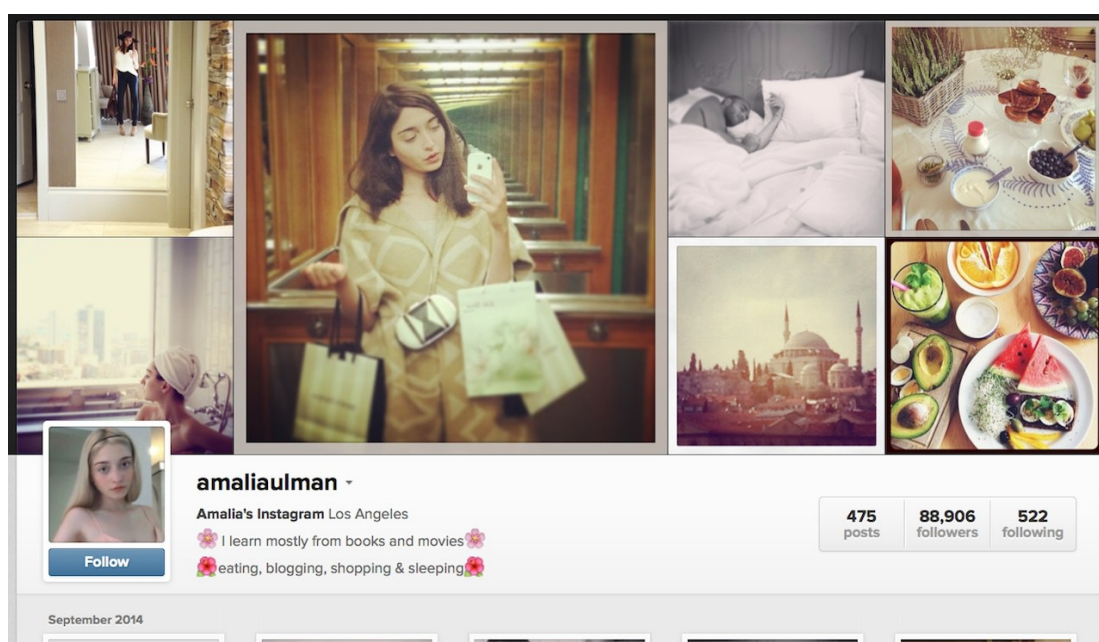 amaliaulman
Amalia's Instagram Los Angeles
🌸 I learn mostly from books and movies🌸
🌺eating, blogging, shopping & sleeping🌺
Follow
475
posts
88,906
followers
522
following
September 2014